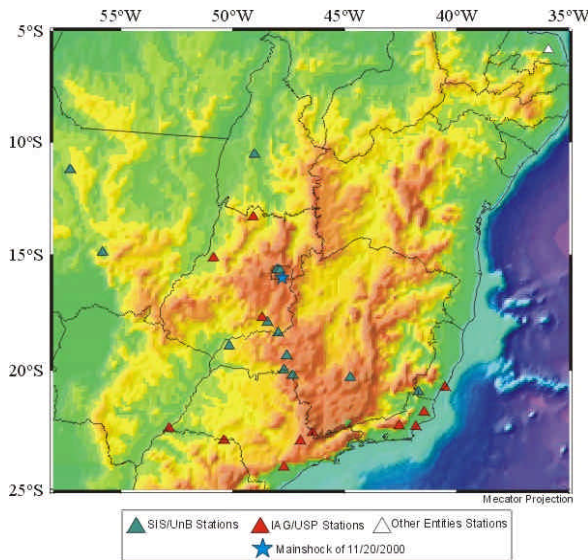 55°W 50°W 45°W 40°W 35°W
5°S
10°S
15°S
20°S
25°S
Mecator Projection
SIS/UnB Stations IAG/USP Stations Other Entities Stations
Mainshock of 11/20/2000